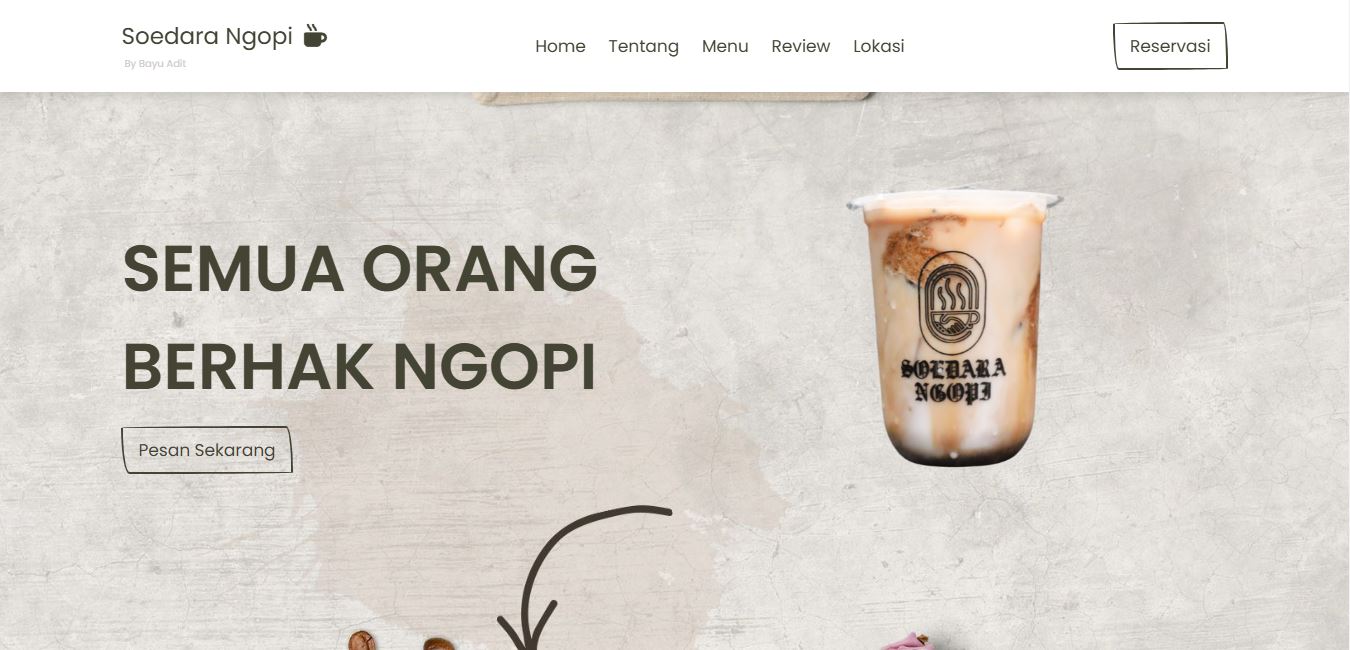 Soedara Ngopi
By Bayu Adit
Home Tentang Menu Review Lokasi
Reservasi
SEMUA ORANG
BERHAK NGOPI
Pesan Sekarang
SOEDARA
NGOPI